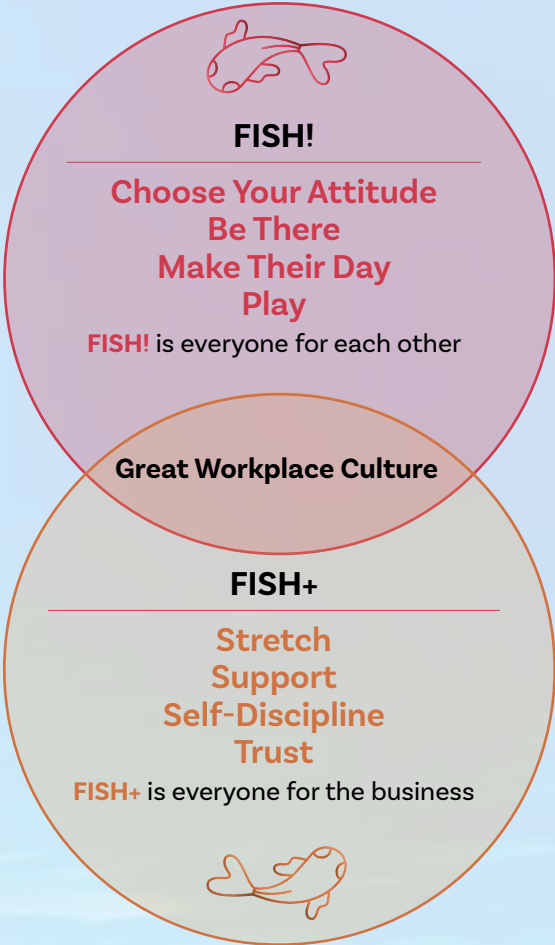 FISH!
Choose Your Attitude
Be There
Make Their Day
Play
FISH! is everyone for each other
Great Workplace Culture
FISH+
Stretch
Support
Self-Discipline
Trust
FISH+ is everyone for the business